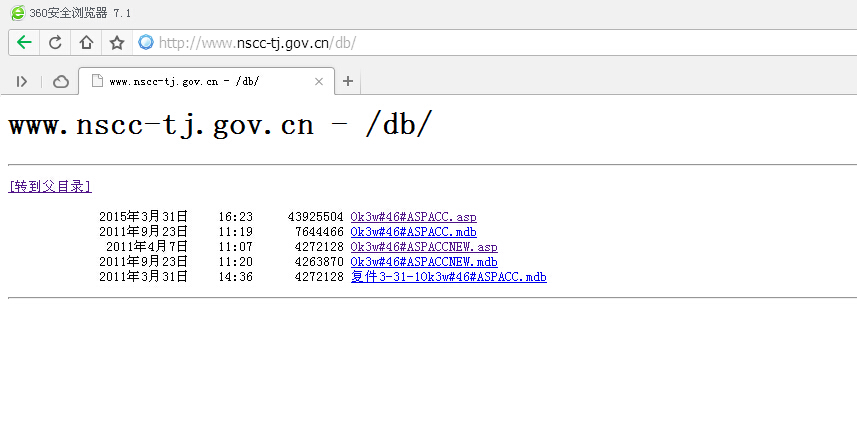 360安全浏览器 7.1
http://www.nscc-tj.gov.cn/db/
www.nscc-tj.gov.cn - /db/
www.nscc-tj.gov.cn - /db/
[转到父目录]
2015年3月31日 16:23 43925504 0k3w#46#ASPACC.asp
2011年9月23日 11:19 7644466 0k3w#46#ASPACC.mdb
2011年4月7日 11:07 4272128 0k3w#46#ASPACCNEW.asp
2011年9月23日 11:20 4263870 0k3w#46#ASPACCNEW.mdb
2011年3月31日 14:36 4272128 复件3-31-10k3w#46#ASPACC.mdb